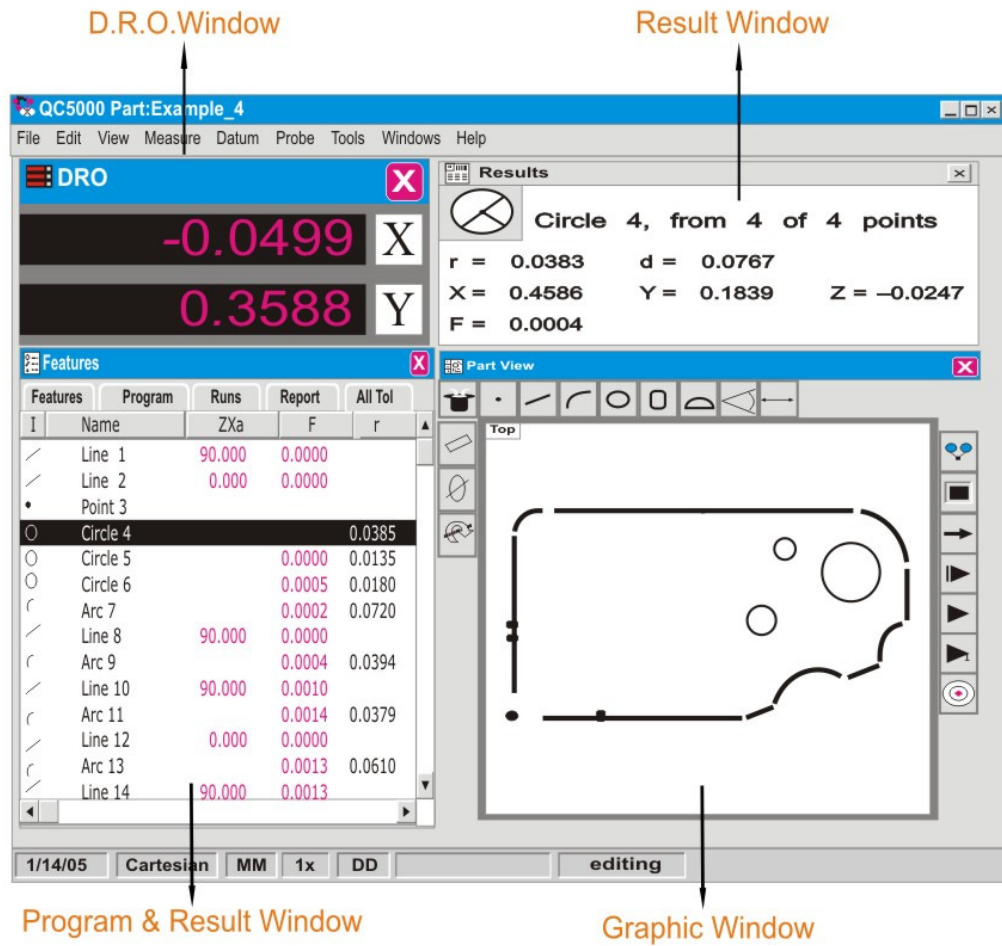 D.R.O.Window
Result Window
QC5000 Part:Example_4
File Edit View Measure Datum Probe Tools Windows Help
DRO
X
-0.0499 X
0.3588 Y
Results
Circle 4, from 4 of 4 points
r = 0.0383 d = 0.0767
X = 0.4586 Y = 0.1839 Z = –0.0247
F = 0.0004
Features
X
Features Program Runs Report All Tol
I Name ZXa F r
Line 1 90.000 0.0000
Line 2 0.000 0.0000
Point 3
Circle 4 0.0385
Circle 5 0.0000 0.0135
Circle 6 0.0005 0.0180
Arc 7 0.0002 0.0720
Line 8 90.000 0.0000
Arc 9 0.0004 0.0394
Line 10 90.000 0.0010
Arc 11 0.0014 0.0379
Line 12 0.000 0.0000
Arc 13 0.0013 0.0610
Line 14 90.000 0.0013
Part View
X
Top
1/14/05 Cartesian MM 1x DD editing
Program & Result Window
Graphic Window